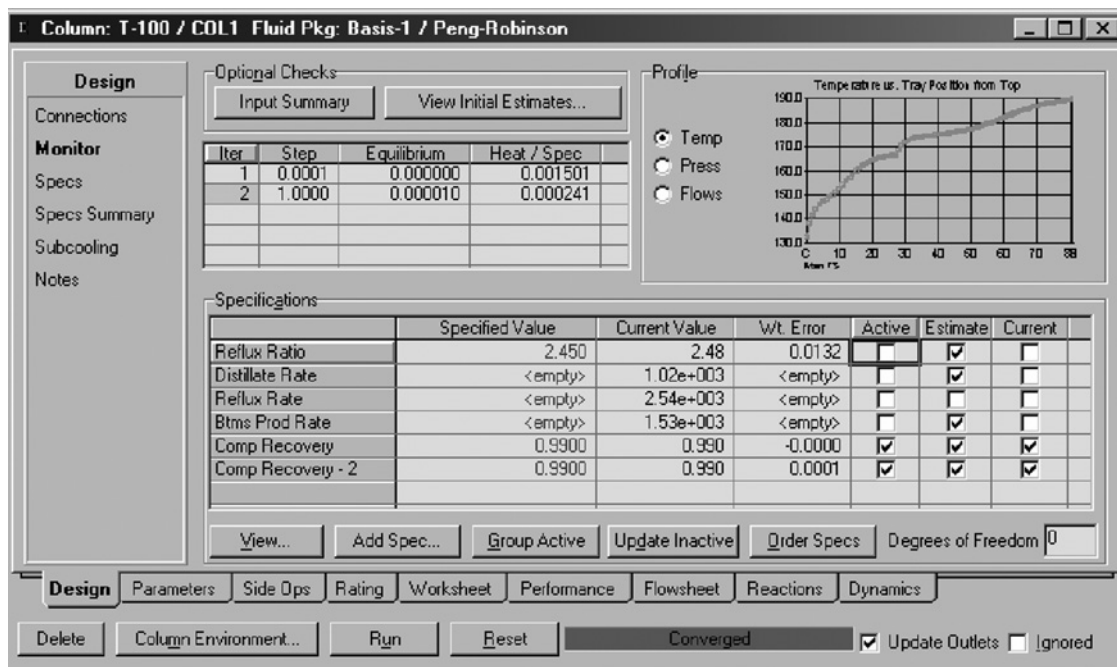 Column: T-100 / COL1 Fluid Pkg: Basis-1 / Peng-Robinson
Design
Connections
Monitor
Specs
Specs Summary
Subcooling
Notes
Optional Checks
Input Summary
View Initial Estimates...
Iter Step Equilibrium Heat / Spec
1 0.0001 0.000000 0.001501
2 1.0000 0.000010 0.000241
Profile
Temp
Press
Flows
Temperature vs. Tray Position from Top
190.0
180.0
170.0
160.0
150.0
140.0
130.0
10 20 30 40 50 60 70
Specifications
Specified Value Current Value Wt. Error Active Estimate Current
Reflux Ratio 2.450 2.48 0.0132
Distillate Rate <empty> 1.02e+003 <empty>
Reflux Rate <empty> 2.54e+003 <empty>
Btms Prod Rate <empty> 1.53e+003 <empty>
Comp Recovery 0.9900 0.990 -0.0000
Comp Recovery - 2 0.9900 0.990 0.0001
View...
Add Spec...
Group Active
Update Inactive
Order Specs
Degrees of Freedom 0
Design Parameters Side Ops Rating Worksheet Performance Flowsheet Reactions Dynamics
Delete
Column Environment...
Run
Reset
Converged
Update Outlets
Ignored